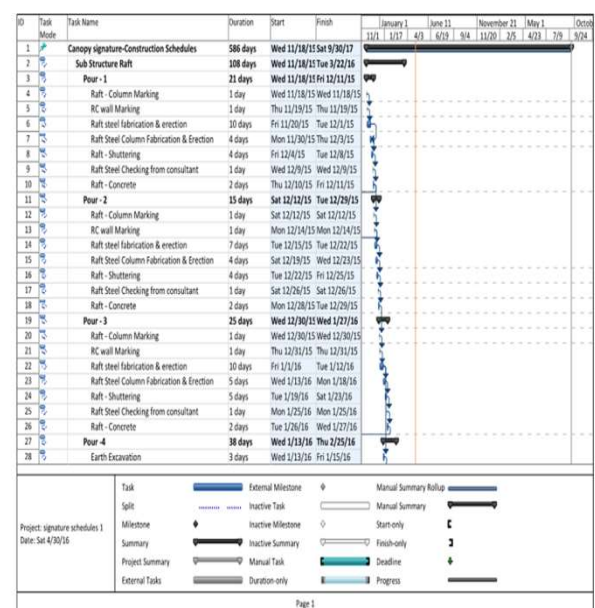 ID Task Mode Task Name Duration Start Finish January 1 June 11 November 21 May 1 Octob
11/1 1/17 4/3 6/19 9/4 11/20 2/5 4/23 7/9 9/24
1 Canopy signature-Construction Schedules 586 days Wed 11/18/15 Sat 9/30/17
2 Sub Structure Raft 108 days Wed 11/18/15 Tue 3/22/16
3 Pour - 1 21 days Wed 11/18/15 Fri 12/11/15
4 Raft - Column Marking 1 day Wed 11/18/15 Wed 11/18/15
5 RC wall Marking 1 day Thu 11/19/15 Thu 11/19/15
6 Raft steel fabrication & erection 10 days Fri 11/20/15 Tue 12/1/15
7 Raft Steel Column Fabrication & Erection 4 days Mon 11/30/15 Thu 12/3/15
8 Raft - Shuttering 4 days Fri 12/4/15 Tue 12/8/15
9 Raft Steel Checking from consultant 1 day Wed 12/9/15 Wed 12/9/15
10 Raft - Concrete 2 days Thu 12/10/15 Fri 12/11/15
11 Pour - 2 15 days Sat 12/12/15 Tue 12/29/15
12 Raft - Column Marking 1 day Sat 12/12/15 Sat 12/12/15
13 RC wall Marking 1 day Mon 12/14/15 Mon 12/14/15
14 Raft steel fabrication & erection 7 days Tue 12/15/15 Tue 12/22/15
15 Raft Steel Column Fabrication & Erection 4 days Sat 12/19/15 Wed 12/23/15
16 Raft - Shuttering 4 days Tue 12/22/15 Fri 12/25/15
17 Raft Steel Checking from consultant 1 day Sat 12/26/15 Sat 12/26/15
18 Raft - Concrete 2 days Mon 12/28/15 Tue 12/29/15
19 Pour - 3 25 days Wed 12/30/15 Wed 1/27/16
20 Raft - Column Marking 1 day Wed 12/30/15 Wed 12/30/15
21 RC wall Marking 1 day Thu 12/31/15 Thu 12/31/15
22 Raft steel fabrication & erection 10 days Fri 1/1/16 Tue 1/12/16
23 Raft Steel Column Fabrication & Erection 5 days Wed 1/13/16 Mon 1/18/16
24 Raft - Shuttering 5 days Tue 1/19/16 Sat 1/23/16
25 Raft Steel Checking from consultant 1 day Mon 1/25/16 Mon 1/25/16
26 Raft - Concrete 2 days Tue 1/26/16 Wed 1/27/16
27 Pour -4 38 days Wed 1/13/16 Thu 2/25/16
28 Earth Excavation 3 days Wed 1/13/16 Fri 1/15/16
Project: signature schedules 1
Date: Sat 4/30/16
Task External Milestone Manual Summary Rollup
Split Inactive Task Manual Summary
Milestone Inactive Milestone Start-only
Summary Inactive Summary Finish-only
Project Summary Manual Task Deadline
External Tasks Duration-only Progress
Page 1